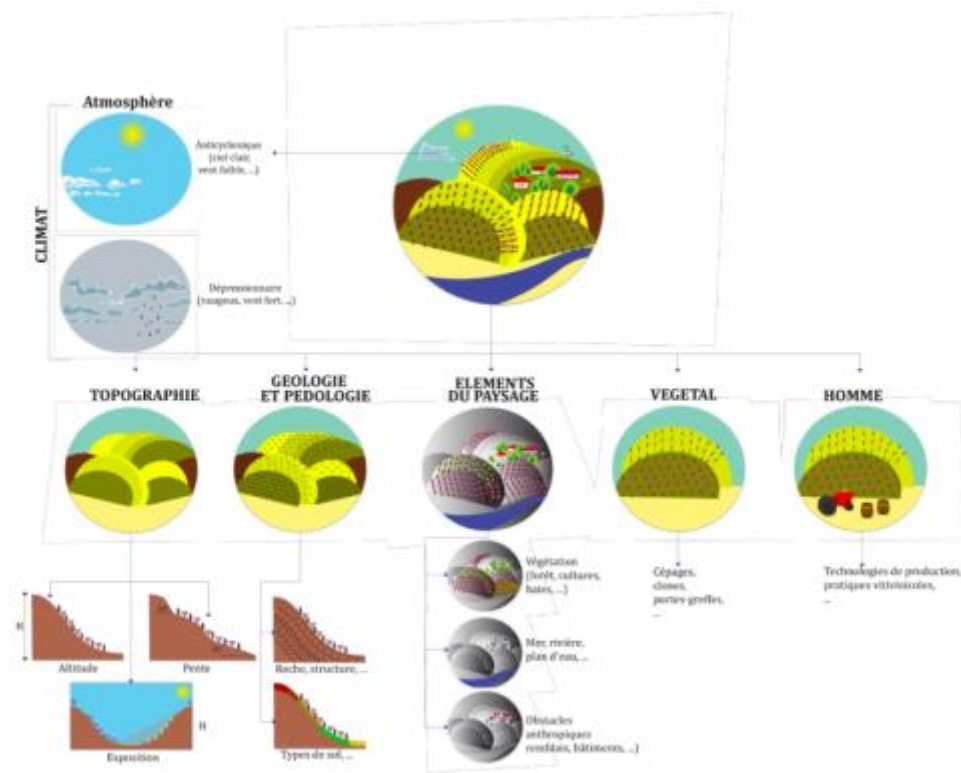 Atmosphère
Anticyclonique
(ciel clair,
vent faible, ...)
CLIMAT
Dépressionnaire
(nuageux, vent fort, ...)
TOPOGRAPHIE
GEOLOGIE
ET PEDOLOGIE
ELEMENTS
DU PAYSAGE
VEGETAL
HOMME
Végétation
(forêt, cultures,
haies, ...)
Cépages,
clones,
portes-greffes,
...
Technologies de production,
pratiques vitivinicoles,
...
H
Altitude
Pente
Roche, structure, ...
Mer, rivière,
plan d'eau, ...
H
Exposition
Types de sol, ...
Obstacles
anthropiques
remblais, bâtiments, ...)